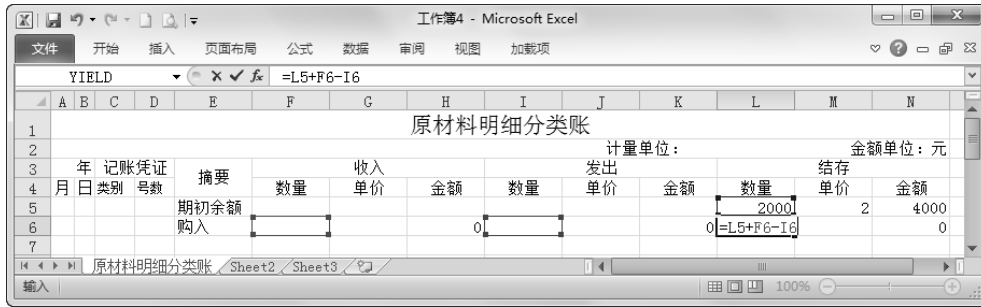 工作簿4 - Microsoft Excel
文件 开始 插入 页面布局 公式 数据 审阅 视图 加载项
YIELD fx =L5+F6-I6
A B C D E F G H I J K L M N
1 原材料明细分类账
2 计量单位: 金额单位:元
3 年 记账凭证 摘要 收入 发出 结存
4 月 日 类别 号数 数量 单价 金额 数量 单价 金额 数量 单价 金额
5 期初余额 2000 2 4000
6 购入 0 0 =L5+F6-I6 0
7
原材料明细分类账 Sheet2 Sheet3
输入 100%